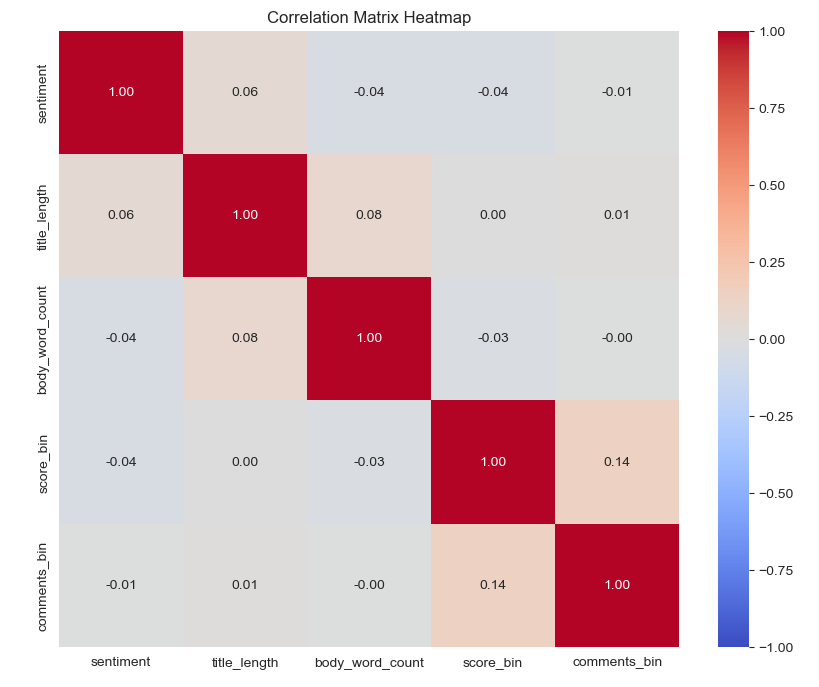 Correlation Matrix Heatmap
sentiment 1.00 0.06 -0.04 -0.04 -0.01
title_length 0.06 1.00 0.08 0.00 0.01
body_word_count -0.04 0.08 1.00 -0.03 -0.00
score_bin -0.04 0.00 -0.03 1.00 0.14
comments_bin -0.01 0.01 -0.00 0.14 1.00
sentiment title_length body_word_count score_bin comments_bin
1.00
0.75
0.50
0.25
0.00
−0.25
−0.50
−0.75
−1.00